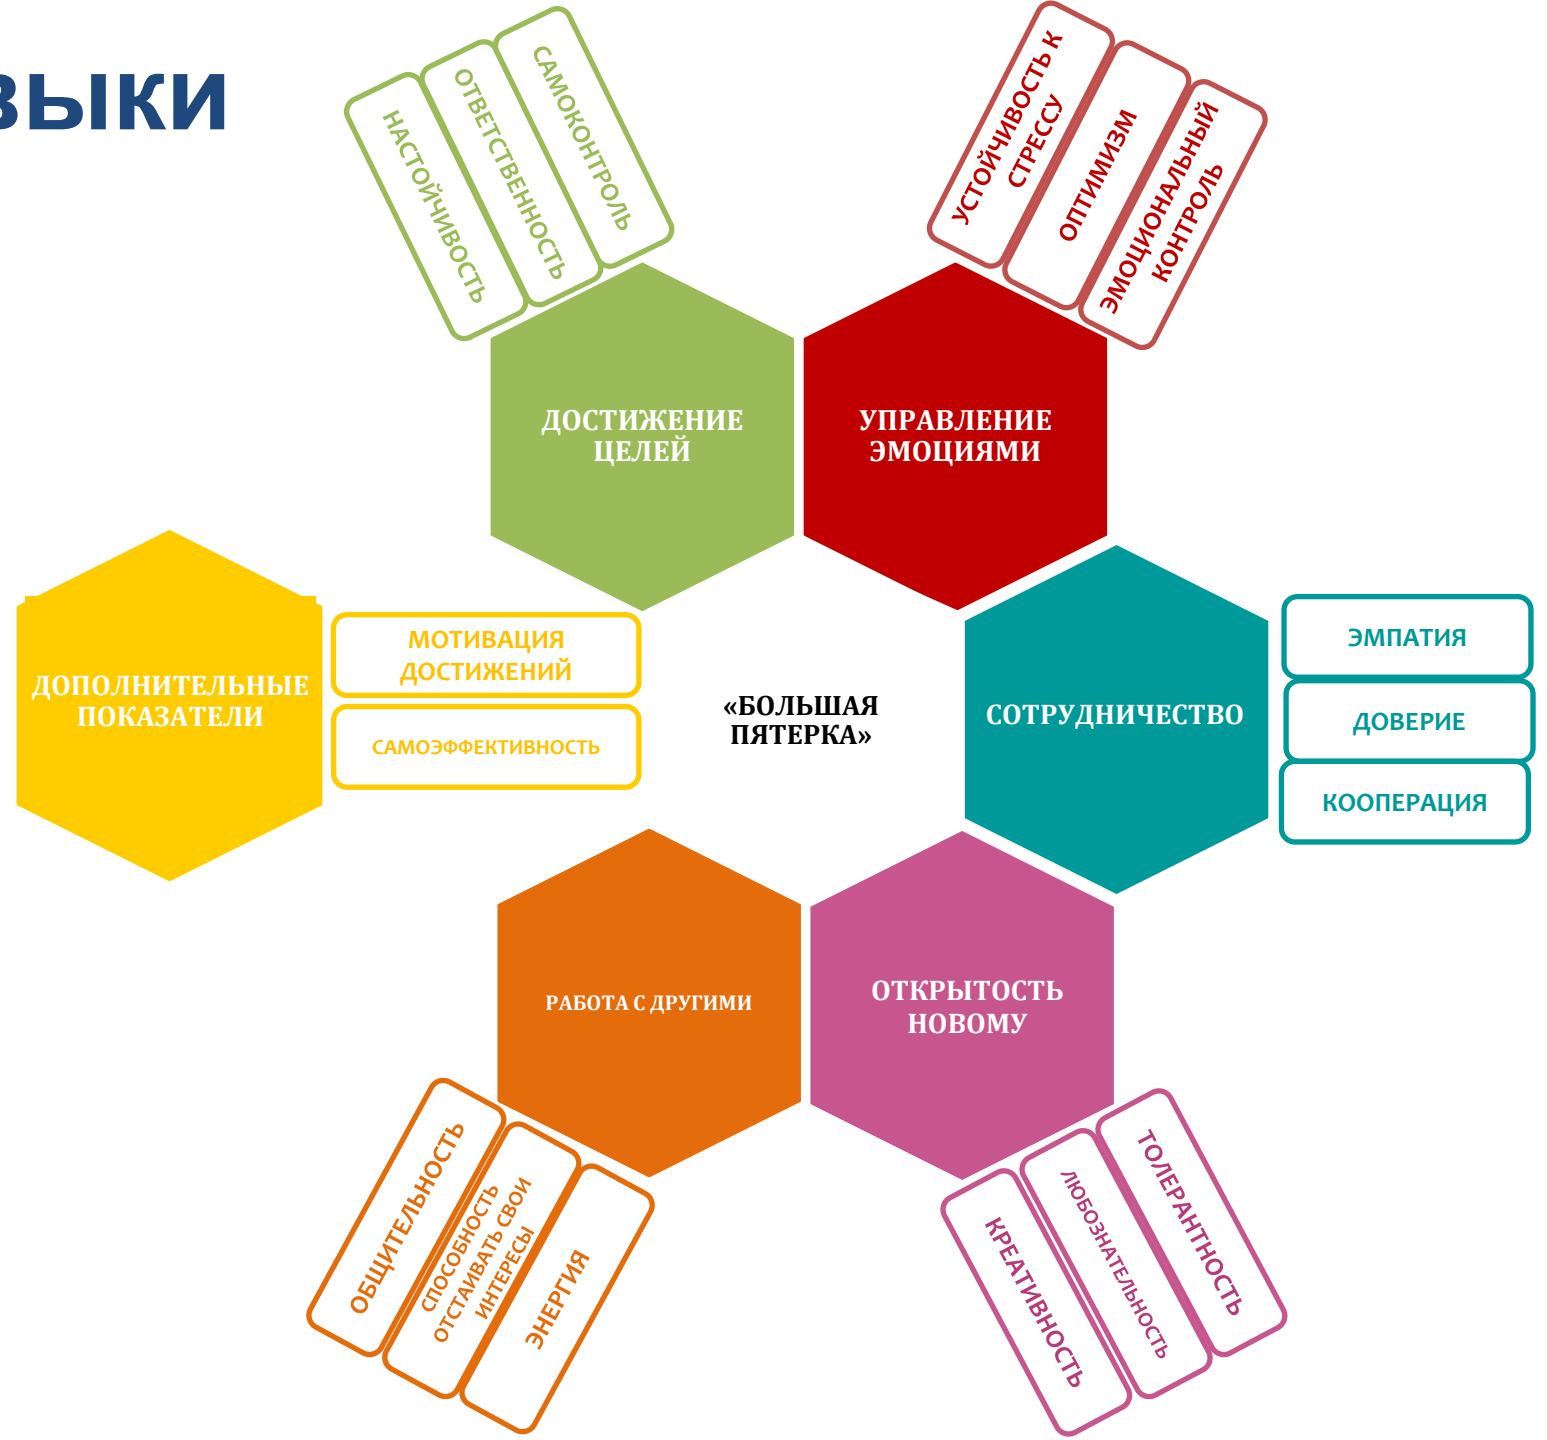 выки
НАСТОЙЧИВОСТЬ
ОТВЕТСТВЕННОСТЬ
САМОКОНТРОЛЬ
УСТОЙЧИВОСТЬ К
СТРЕССУ
ОПТИМИЗМ
ЭМОЦИОНАЛЬНЫЙ
КОНТРОЛЬ
ДОСТИЖЕНИЕ
ЦЕЛЕЙ
УПРАВЛЕНИЕ
ЭМОЦИЯМИ
ДОПОЛНИТЕЛЬНЫЕ
ПОКАЗАТЕЛИ
МОТИВАЦИЯ
ДОСТИЖЕНИЙ
САМОЭФФЕКТИВНОСТЬ
«БОЛЬШАЯ
ПЯТЕРКА»
СОТРУДНИЧЕСТВО
ЭМПАТИЯ
ДОВЕРИЕ
КООПЕРАЦИЯ
РАБОТА С ДРУГИМИ
ОТКРЫТОСТЬ
НОВОМУ
ОБЩИТЕЛЬНОСТЬ
СПОСОБНОСТЬ
ОТСТАИВАТЬ СВОИ
ИНТЕРЕСЫ
ЭНЕРГИЯ
КРЕАТИВНОСТЬ
ЛЮБОЗНАТЕЛЬНОСТЬ
ТОЛЕРАНТНОСТЬ